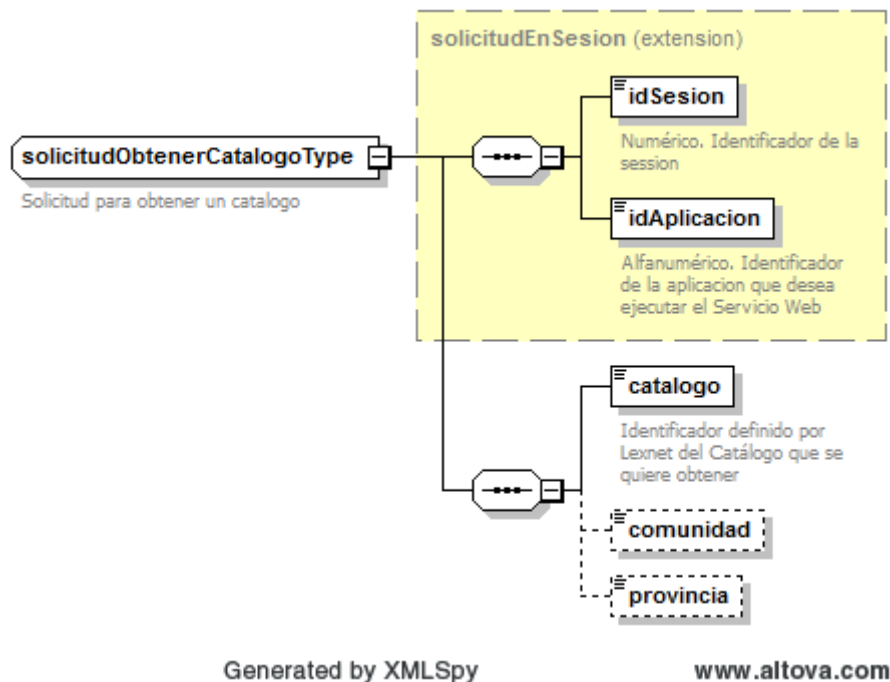 solicitudEnSesion (extension)
idSesion
Numérico. Identificador de la
session
solicitudObtenerCatalogoType
Solicitud para obtener un catalogo
idAplicacion
Alfanumérico. Identificador
de la aplicacion que desea
ejecutar el Servicio Web
catalogo
Identificador definido por
Lexnet del Catálogo que se
quiere obtener
comunidad
provincia
Generated by XMLSpy
www.altova.com